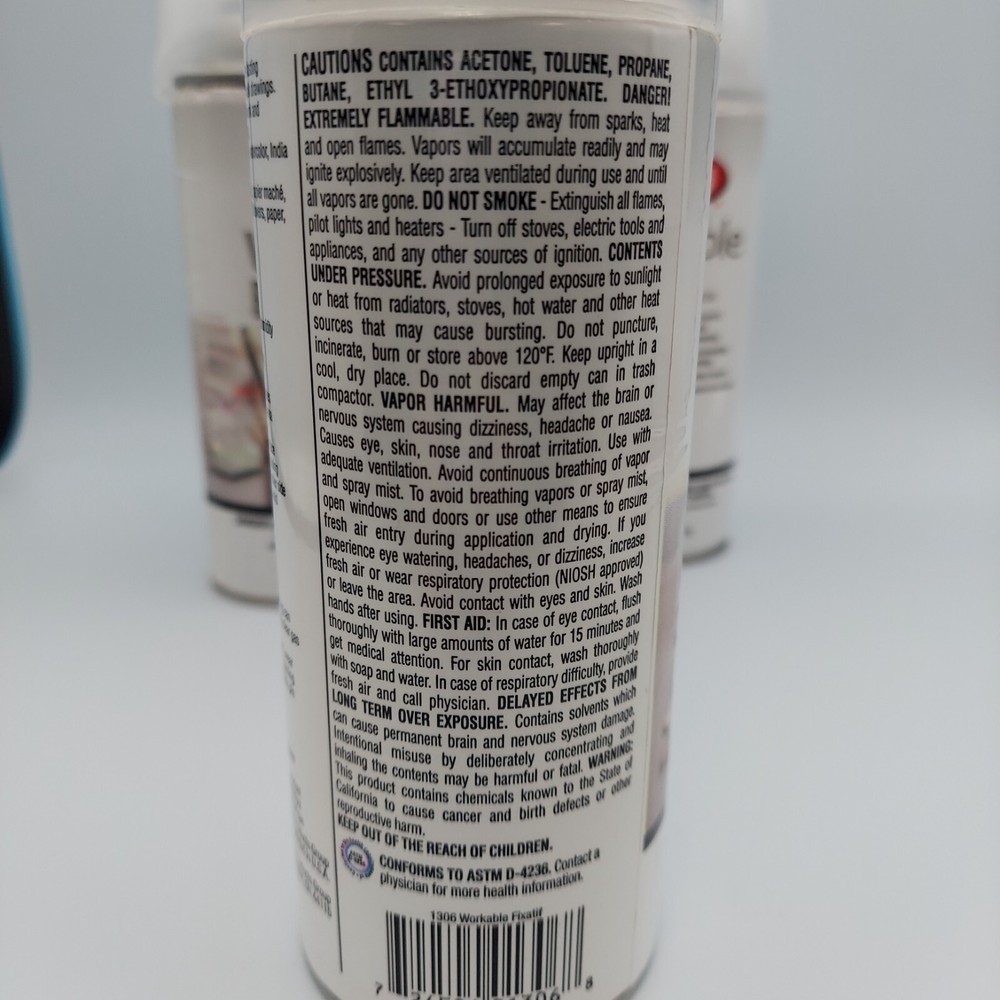 CAUTIONS CONTAINS ACETONE, TOLUENE, PROPANE,
BUTANE, ETHYL 3-ETHOXYPROPIONATE. DANGER!
EXTREMELY FLAMMABLE. Keep away from sparks, heat
and open flames. Vapors will accumulate readily and may
ignite explosively. Keep area ventilated during use and until
all vapors are gone. DO NOT SMOKE - Extinguish all flames,
pilot lights and heaters - Turn off stoves, electric tools and
appliances, and any other sources of ignition. CONTENTS
UNDER PRESSURE. Avoid prolonged exposure to sunlight
or heat from radiators, stoves, hot water and other heat
sources that may cause bursting. Do not puncture,
incinerate, burn or store above 120°F. Keep upright in a
cool, dry place. Do not discard empty can in trash
compactor. VAPOR HARMFUL. May affect the brain or
nervous system causing dizziness, headache or nausea.
Causes eye, skin, nose and throat irritation. Use with
adequate ventilation. Avoid continuous breathing of vapor
and spray mist. To avoid breathing vapors or spray mist,
open windows and doors or use other means to ensure
fresh air entry during application and drying. If you
experience eye watering, headaches, or dizziness, increase
fresh air or wear respiratory protection (NIOSH approved)
or leave the area. Avoid contact with eyes and skin. Wash
hands after using. FIRST AID: In case of eye contact, flush
thoroughly with large amounts of water for 15 minutes and
get medical attention. For skin contact, wash thoroughly
with soap and water. In case of respiratory difficulty, provide
fresh air and call physician. DELAYED EFFECTS FROM
LONG TERM OVER EXPOSURE. Contains solvents which
can cause permanent brain and nervous system damage.
Intentional misuse by deliberately concentrating and
inhaling the contents may be harmful or fatal. WARNING:
This product contains chemicals known to the State of
California to cause cancer and birth defects or other
reproductive harm.
KEEP OUT OF THE REACH OF CHILDREN.
CONFORMS TO ASTM D-4236. Contact a
physician for more health information.
1306 Workable Fixatif
drawings.
India
maché,
paper,